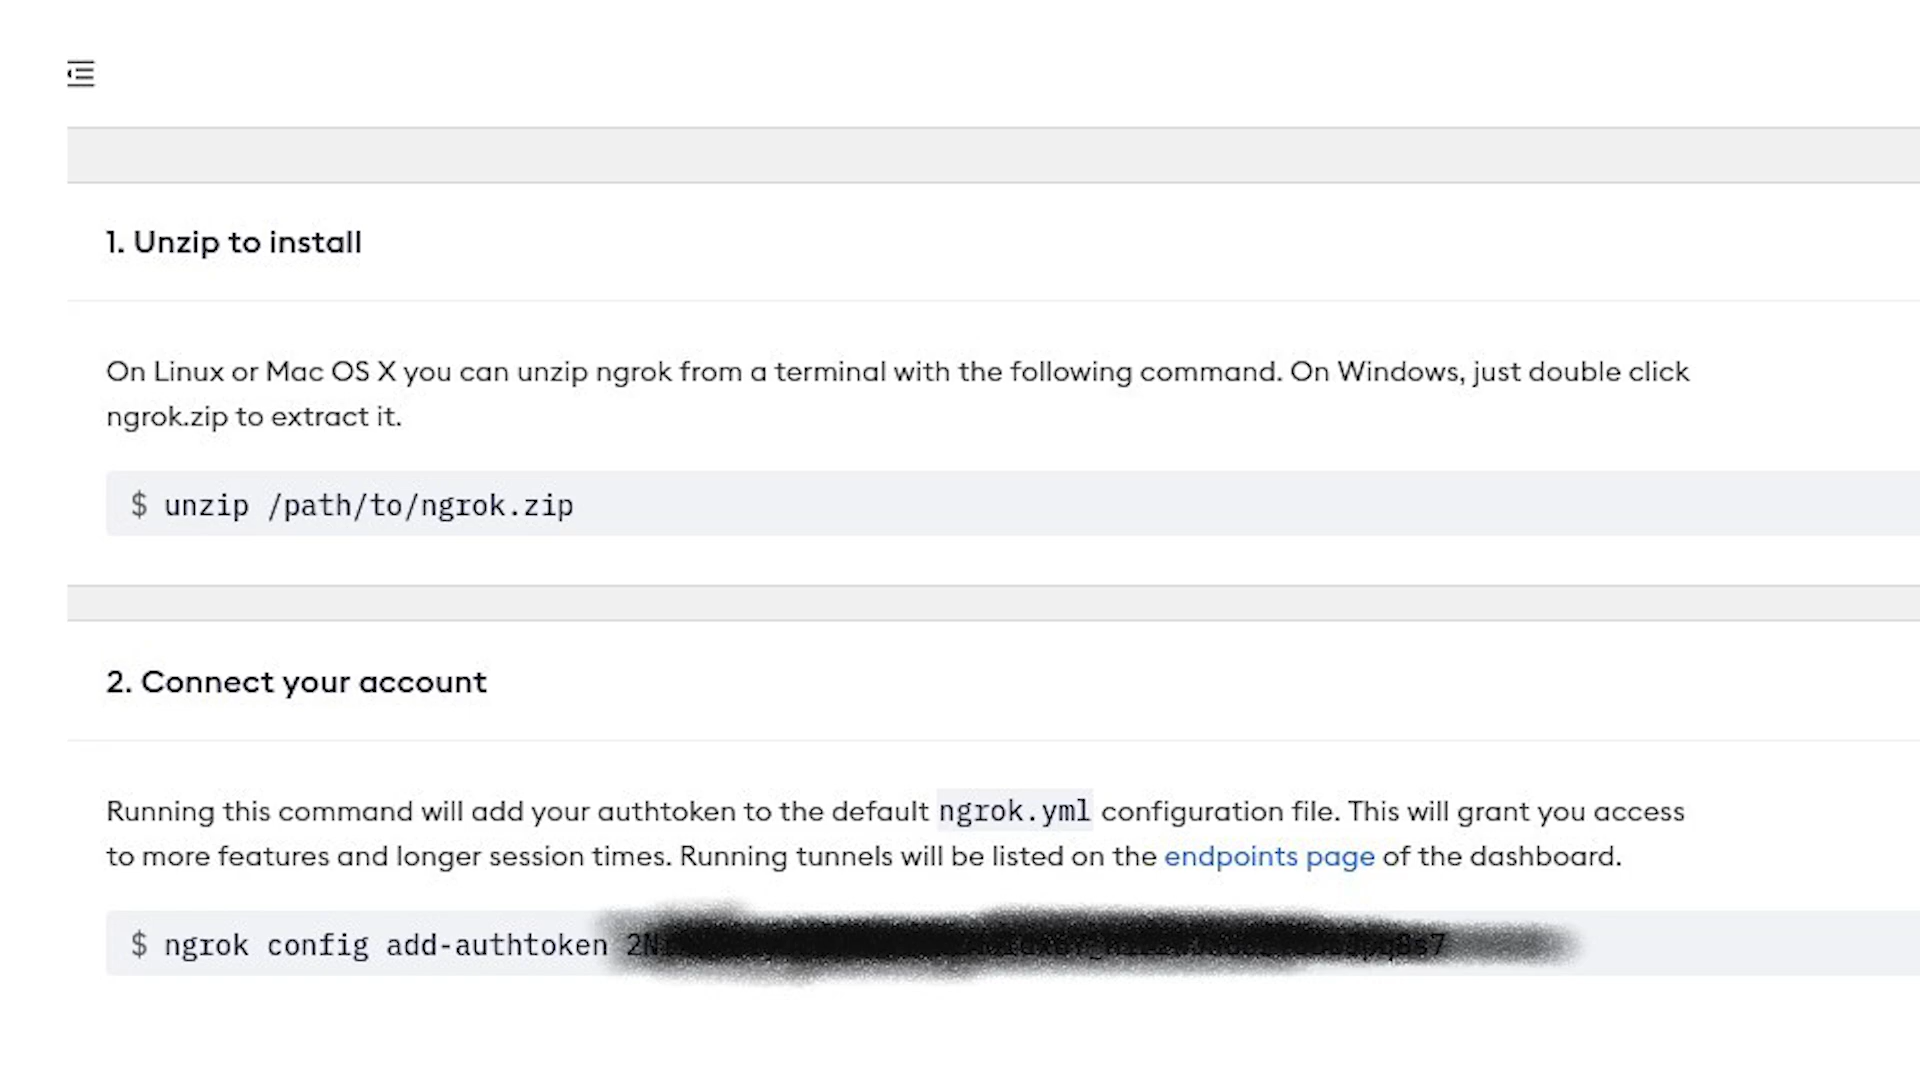 1. Unzip to install
On Linux or Mac OS X you can unzip ngrok from a terminal with the following command. On Windows, just double click
ngrok.zip to extract it.
$ unzip /path/to/ngrok.zip
2. Connect your account
Running this command will add your authtoken to the default ngrok.yml configuration file. This will grant you access
to more features and longer session times. Running tunnels will be listed on the endpoints page of the dashboard.
$ ngrok config add-authtoken